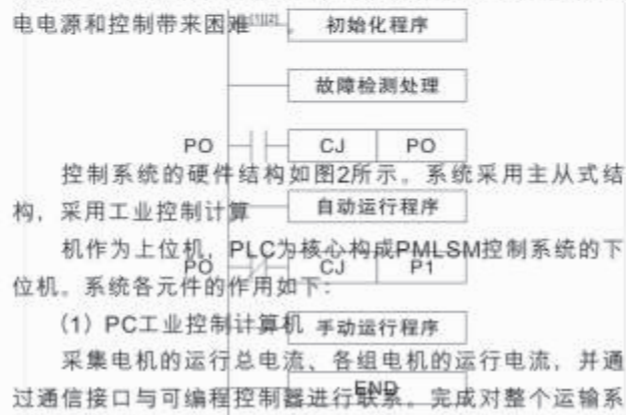 电电源和控制带来困难[1][2]。
初始化程序
故障检测处理
PO CJ PO
控制系统的硬件结构如图2所示。系统采用主从式结
构，采用工业控制计算
自动运行程序
机作为上位机，PLC为核心构成PMLSM控制系统的下
PO CJ P1
位机。系统各元件的作用如下：
（1）PC工业控制计算机
手动运行程序
采集电机的运行总电流、各组电机的运行电流，并通
过通信接口与可编程控制器进行联系。完成对整个运输系
END